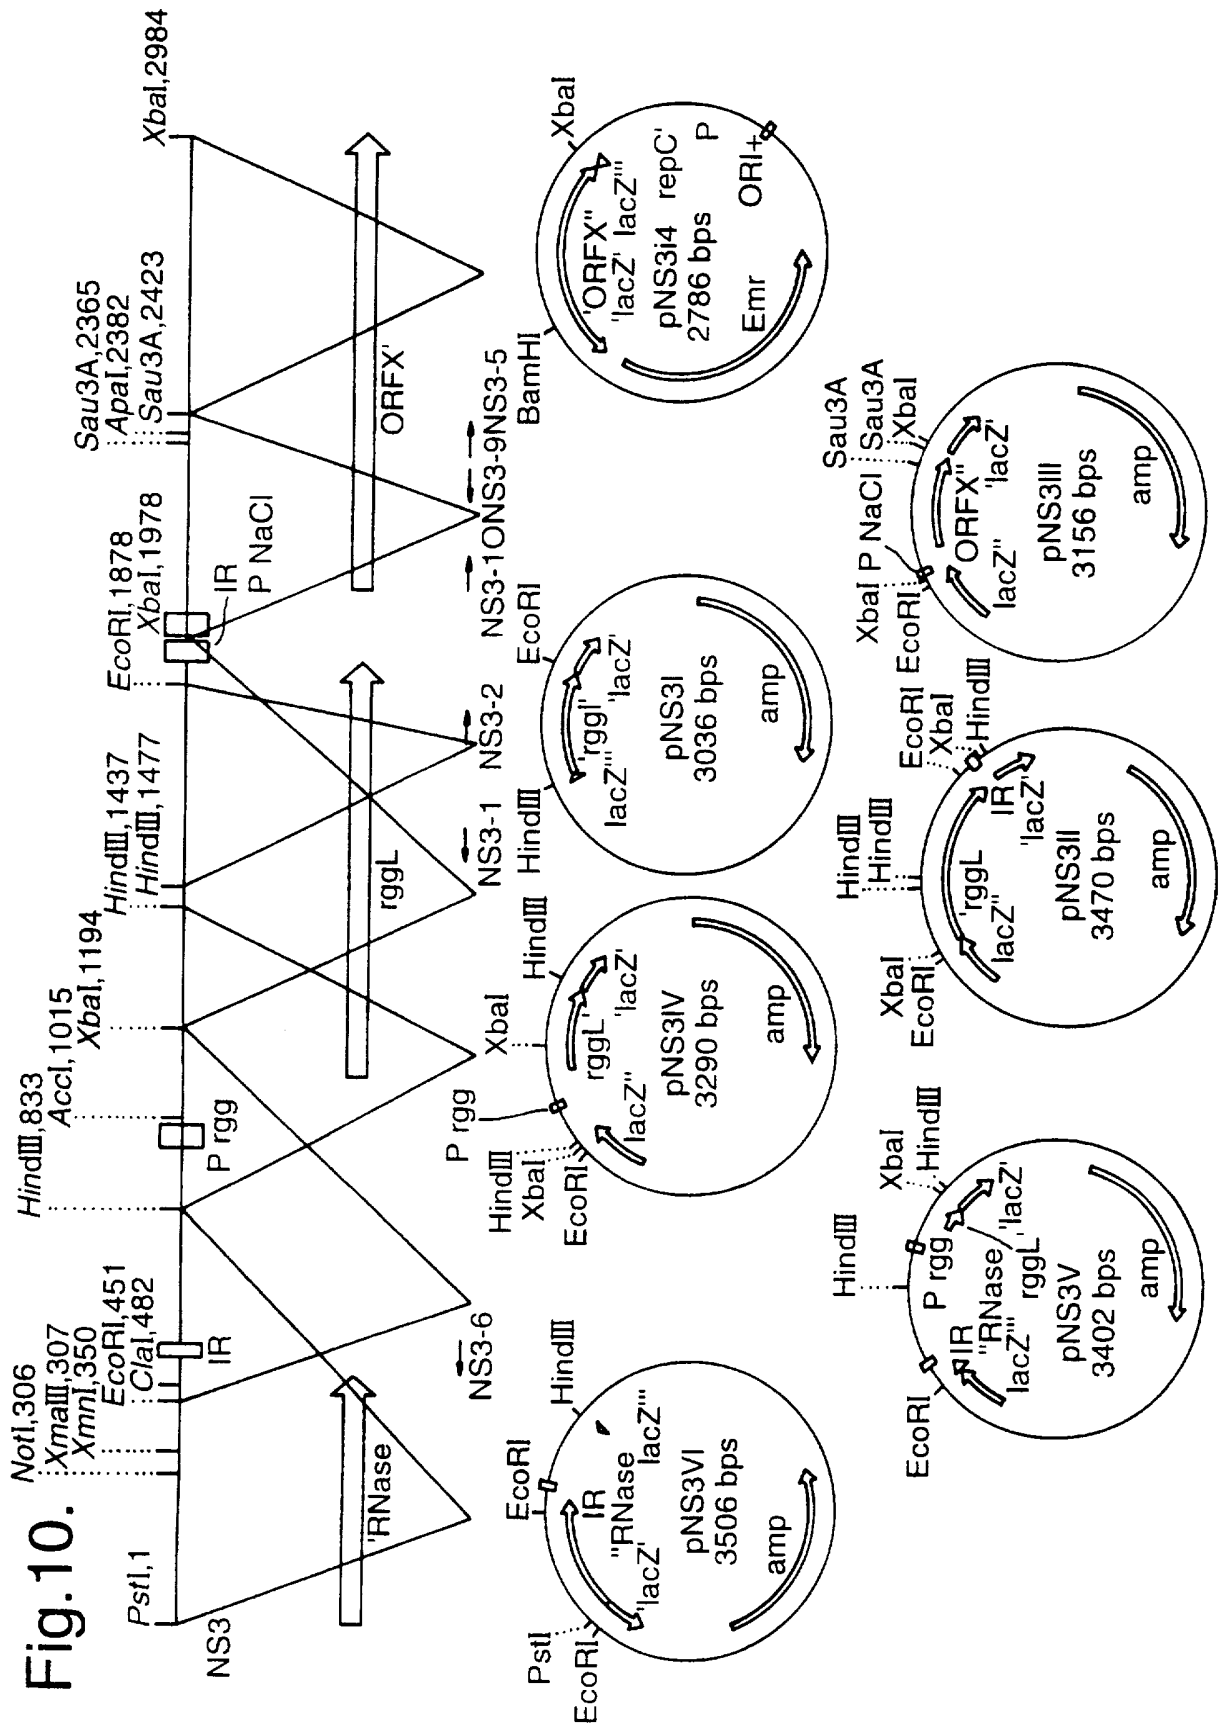 Fig.10.
NotI,306
XmaIII,307
XmnI,350
EcoRI,451
ClaI,482
PstI,1
HindIII,833
AccI,1015
XbaI,1194
HindIII,1437
HindIII,1477
EcoRI,1878
XbaI,1978
Sau3A,2365
ApaI,2382
Sau3A,2423
XbaI,2984
NS3
IR
P rgg
IR
P NaCl
'RNase
rggL
ORFX'
NS3-6
NS3-1
NS3-2
NS3-10
NS3-9
NS3-5
PstI
EcoRI
EcoRI
HindIII
IR
"RNase
'lacZ'
lacZ'''
pNS3VI
3506 bps
amp
HindIII
XbaI
EcoRI
P rgg
XbaI
HindIII
rggL'
lacZ"
'lacZ'
pNS3IV
3290 bps
amp
HindIII
EcoRI
'rggl'
lacZ"
'lacZ'
pNS3I
3036 bps
amp
BamHI
XbaI
'ORFX"
'lacZ'
lacZ'''
pNS3i4
2786 bps
repC'
P
ORI+
Emr
EcoRI
HindIII
XbaI
HindIII
P rgg
IR
"RNase
lacZ'''
rggL'
'lacZ'
pNS3V
3402 bps
amp
XbaI
EcoRI
HindIII
HindIII
EcoRI
XbaI
HindIII
'rggL
IR
lacZ"
'lacZ'
pNS3II
3470 bps
amp
XbaI
EcoRI
P NaCl
Sau3A
Sau3A
XbaI
ORFX"
lacZ"
'lacZ'
pNS3III
3156 bps
amp